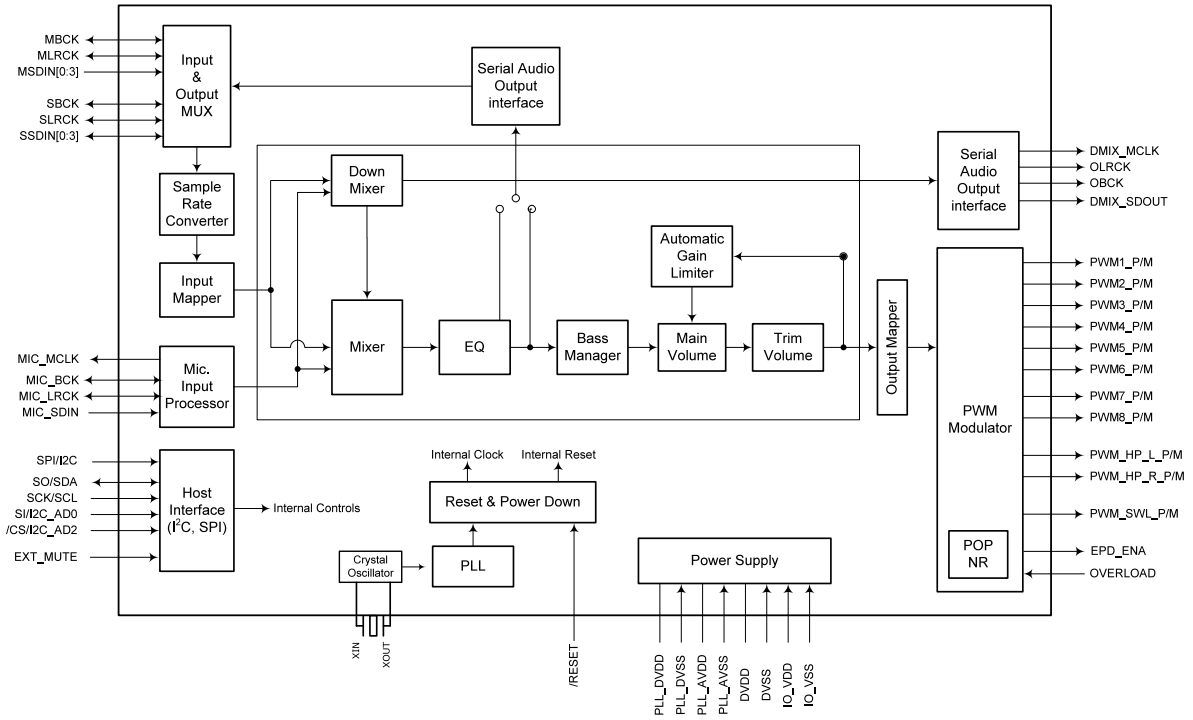 MBCK
MLRCK
MSDIN[0:3]
SBCK
SLRCK
SSDIN[0:3]
Input
&
Output
MUX
Serial Audio
Output
interface
Sample
Rate
Converter
Down
Mixer
Serial
Audio
Output
interface
DMIX_MCLK
OLRCK
OBCK
DMIX_SDOUT
Input
Mapper
Automatic
Gain
Limiter
Mixer
EQ
Bass
Manager
Main
Volume
Trim
Volume
Output Mapper
PWM
Modulator
PWM1_P/M
PWM2_P/M
PWM3_P/M
PWM4_P/M
PWM5_P/M
PWM6_P/M
PWM7_P/M
PWM8_P/M
PWM_HP_L_P/M
PWM_HP_R_P/M
PWM_SWL_P/M
POP
NR
EPD_ENA
OVERLOAD
MIC_MCLK
MIC_BCK
MIC_LRCK
MIC_SDIN
Mic.
Input
Processor
SPI/I2C
SO/SDA
SCK/SCL
SI/I2C_AD0
/CS/I2C_AD2
EXT_MUTE
Host
Interface
(I²C, SPI)
Internal Controls
Internal Clock
Internal Reset
Reset & Power Down
Crystal
Oscillator
PLL
Power Supply
XIN
XOUT
/RESET
PLL_DVDD
PLL_DVSS
PLL_AVDD
PLL_AVSS
DVDD
DVSS
IO_VDD
IO_VSS